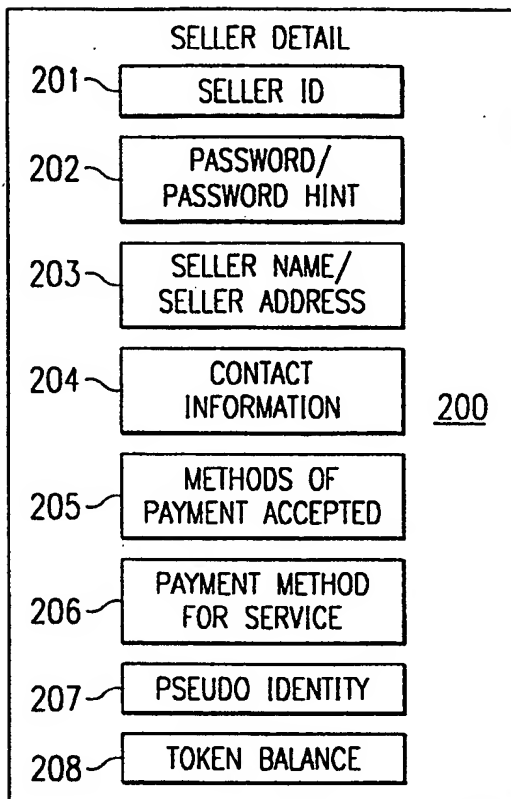 SELLER DETAIL
201
SELLER ID
202
PASSWORD/
PASSWORD HINT
203
SELLER NAME/
SELLER ADDRESS
204
CONTACT
INFORMATION
200
205
METHODS OF
PAYMENT ACCEPTED
206
PAYMENT METHOD
FOR SERVICE
207
PSEUDO IDENTITY
208
TOKEN BALANCE